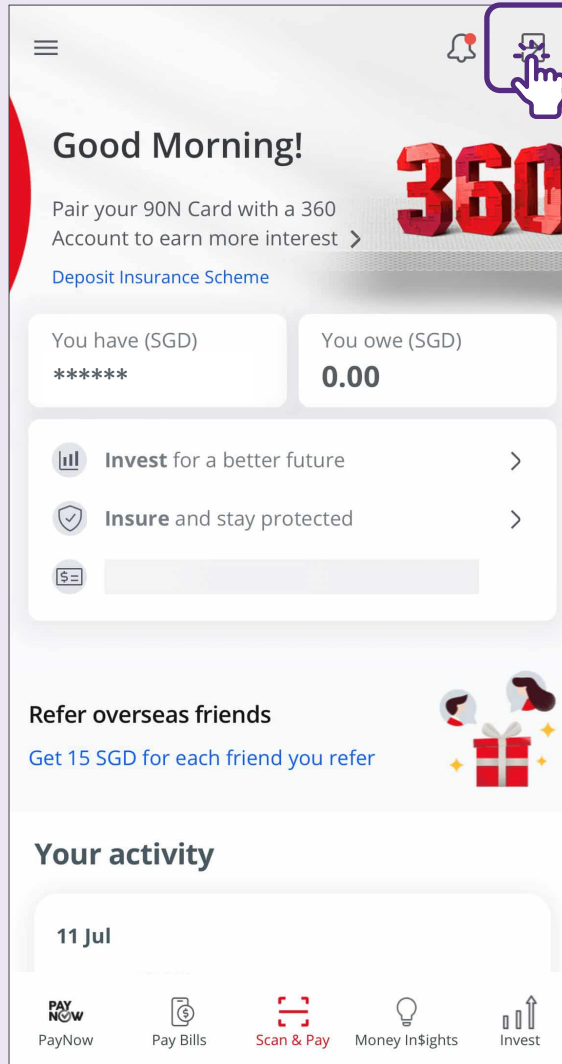 Good Morning!
360
Pair your 90N Card with a 360
Account to earn more interest
Deposit Insurance Scheme
You have (SGD)
******
You owe (SGD)
0.00
Invest for a better future
Insure and stay protected
Refer overseas friends
Get 15 SGD for each friend you refer
Your activity
11 Jul
PAY
NOW
PayNow
Pay Bills
Scan & Pay
Money In$ights
Invest